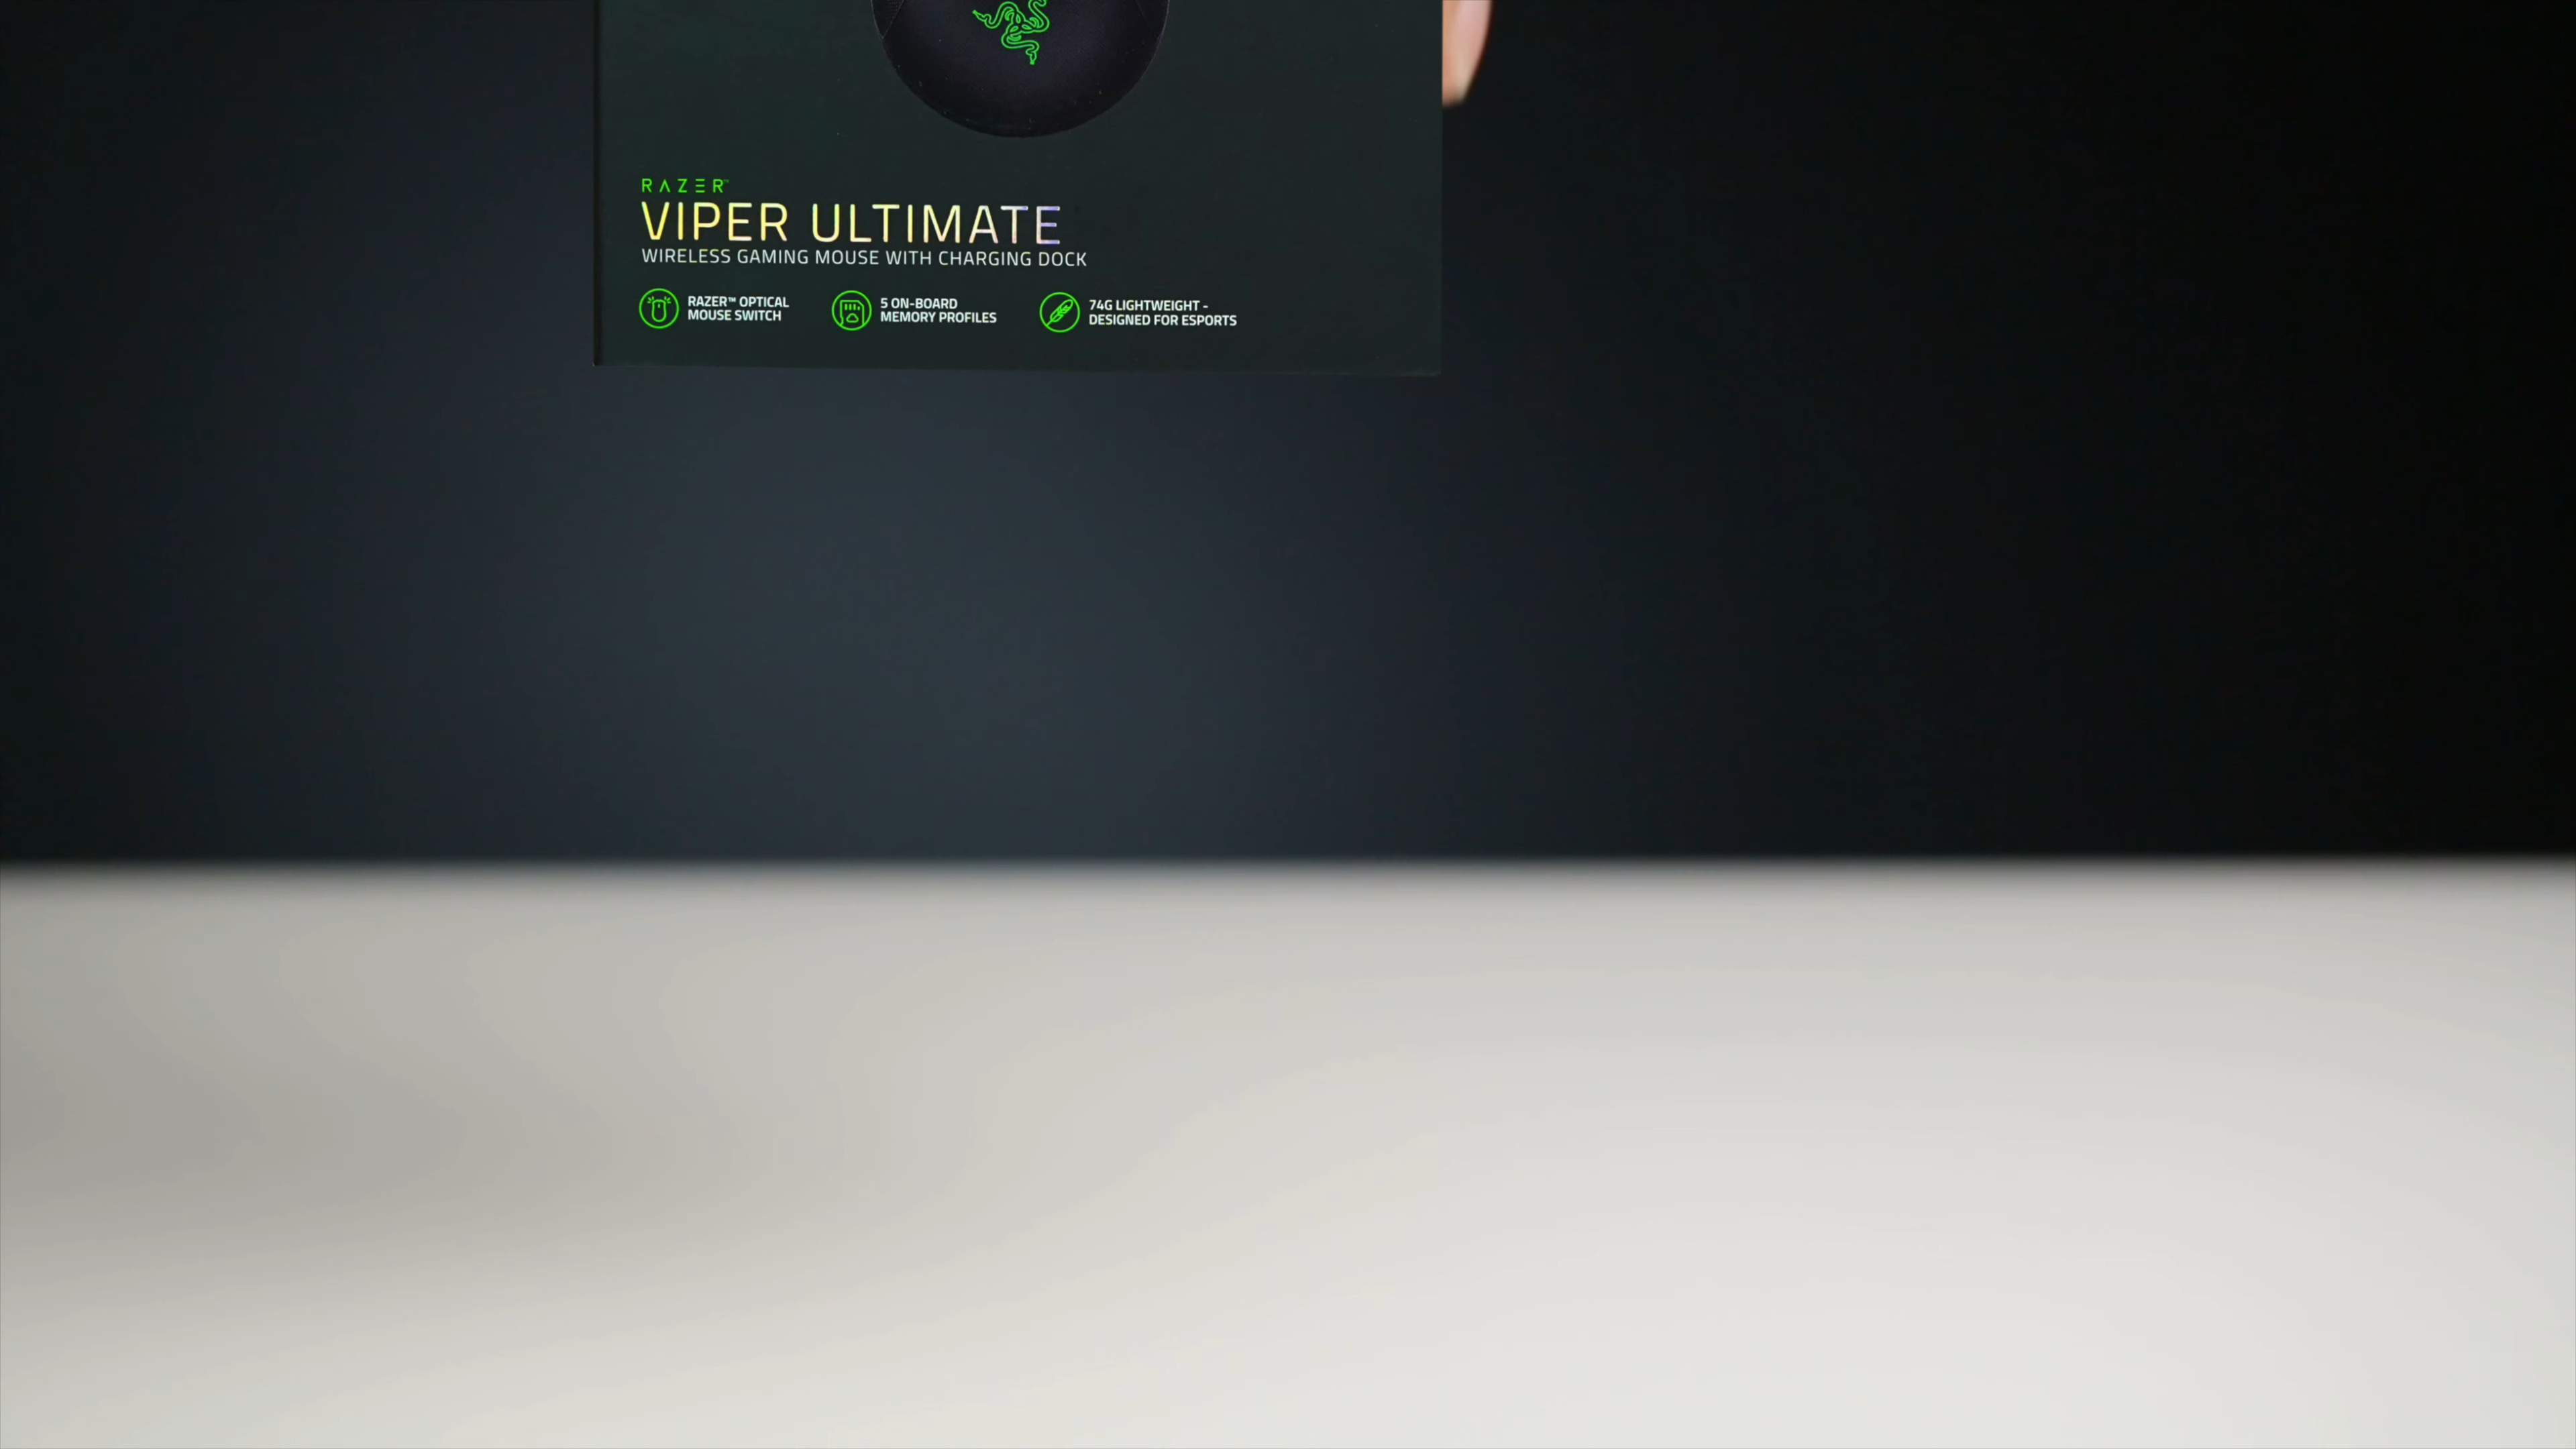 RAZER™
VIPER ULTIMATE
WIRELESS GAMING MOUSE WITH CHARGING DOCK
RAZER™ OPTICAL
MOUSE SWITCH
5 ON-BOARD
MEMORY PROFILES
74G LIGHTWEIGHT -
DESIGNED FOR ESPORTS